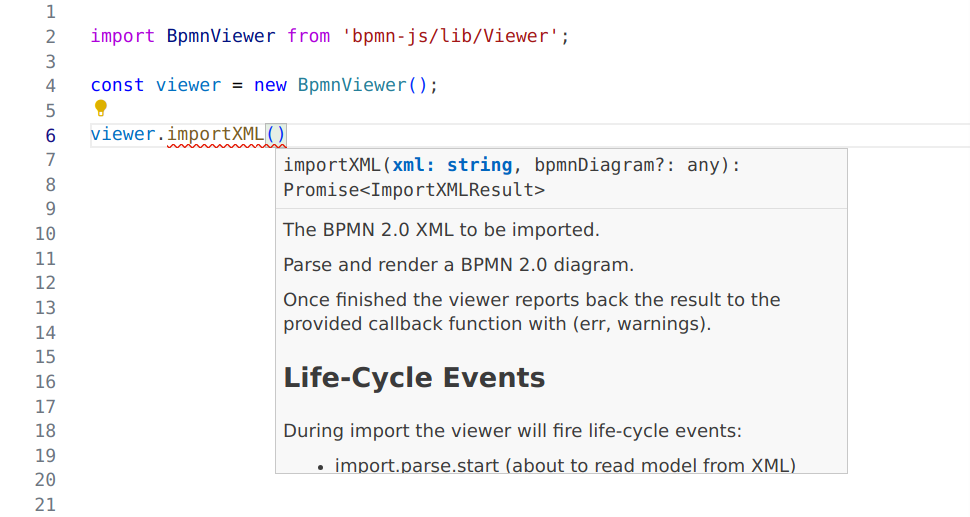 1
2 import BpmnViewer from 'bpmn-js/lib/Viewer';
3
4 const viewer = new BpmnViewer();
5
6 viewer.importXML()
7
importXML(xml: string, bpmnDiagram?: any):
8
Promise<ImportXMLResult>
9
10 The BPMN 2.0 XML to be imported.
11 Parse and render a BPMN 2.0 diagram.
12
13 Once finished the viewer reports back the result to the
14 provided callback function with (err, warnings).
15
16 Life-Cycle Events
17
18 During import the viewer will fire life-cycle events:
19 • import.parse.start (about to read model from XML)
20
21